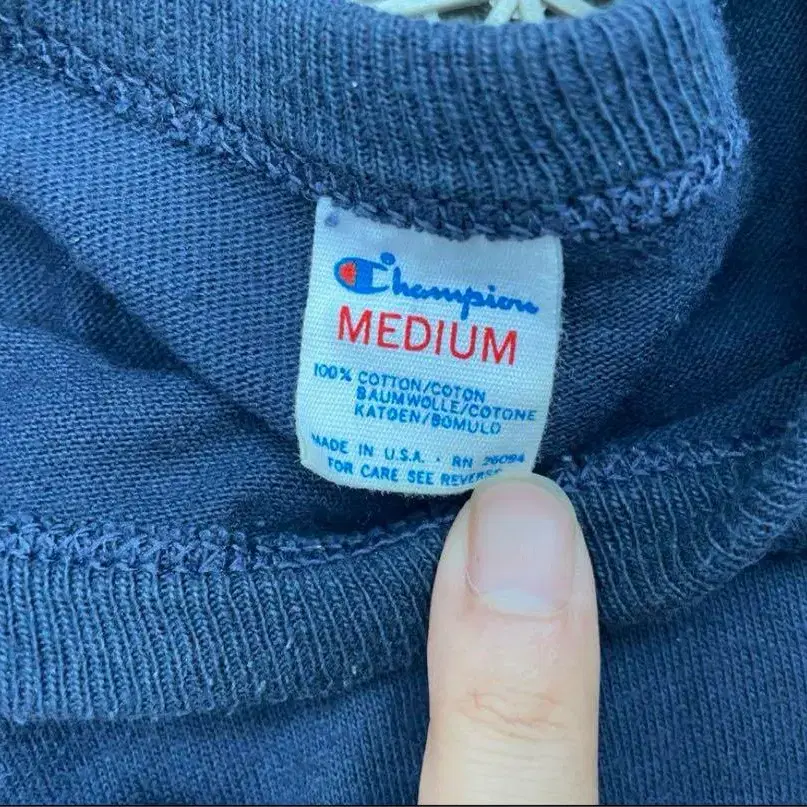 Champion
MEDIUM
100% COTTON/COTON
BAUMWOLLE/COTONE
KATOEN/BOMULD
MADE IN U.S.A. · RN 26094
FOR CARE SEE REVERSE